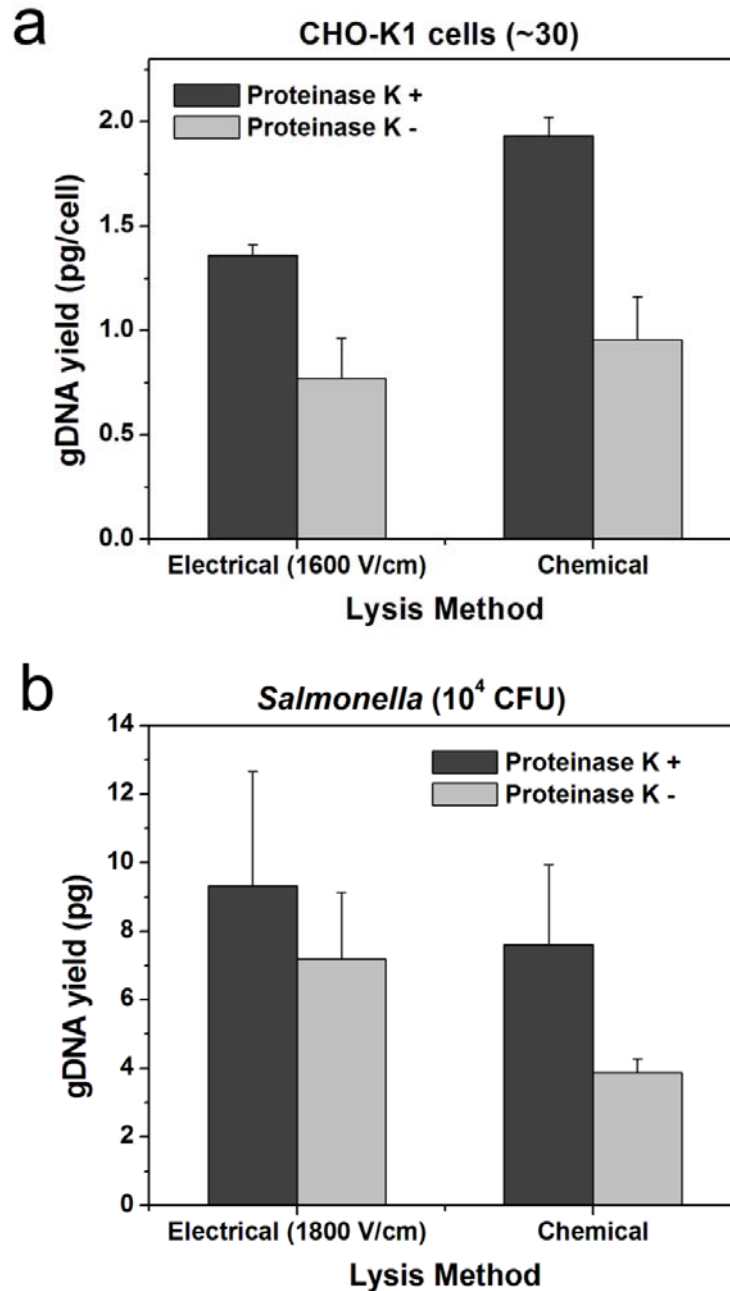 a
CHO-K1 cells (~30)
Proteinase K +
Proteinase K -
gDNA yield (pg/cell)
2.0
1.5
1.0
0.5
0.0
Electrical (1600 V/cm)
Chemical
Lysis Method
b
Salmonella (10⁴ CFU)
Proteinase K +
Proteinase K -
gDNA yield (pg)
14
12
10
8
6
4
2
0
Electrical (1800 V/cm)
Chemical
Lysis Method